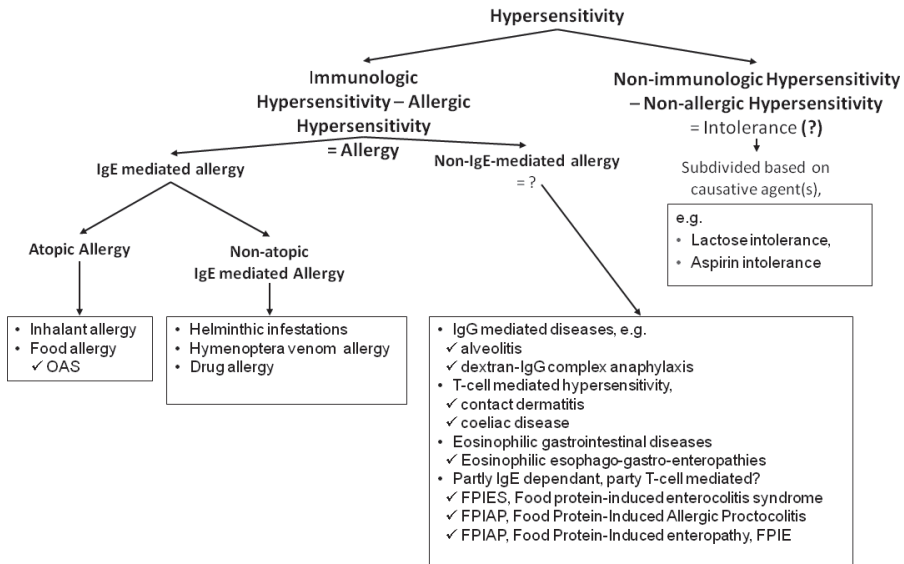 Hypersensitivity
Immunologic
Hypersensitivity – Allergic
Hypersensitivity
= Allergy
Non-immunologic Hypersensitivity
– Non-allergic Hypersensitivity
= Intolerance (?)
IgE mediated allergy
Non-IgE-mediated allergy
= ?
Subdivided based on
causative agent(s),
e.g.
• Lactose intolerance,
• Aspirin intolerance
Atopic Allergy
Non-atopic
IgE mediated Allergy
• Inhalant allergy
• Food allergy
✓ OAS
• Helminthic infestations
• Hymenoptera venom allergy
• Drug allergy
• IgG mediated diseases, e.g.
✓ alveolitis
✓ dextran-IgG complex anaphylaxis
• T-cell mediated hypersensitivity,
✓ contact dermatitis
✓ coeliac disease
• Eosinophilic gastrointestinal diseases
✓ Eosinophilic esophago-gastro-enteropathies
• Partly IgE dependant, party T-cell mediated?
✓ FPIES, Food protein-induced enterocolitis syndrome
✓ FPIAP, Food Protein-Induced Allergic Proctocolitis
✓ FPIAP, Food Protein-Induced enteropathy, FPIE